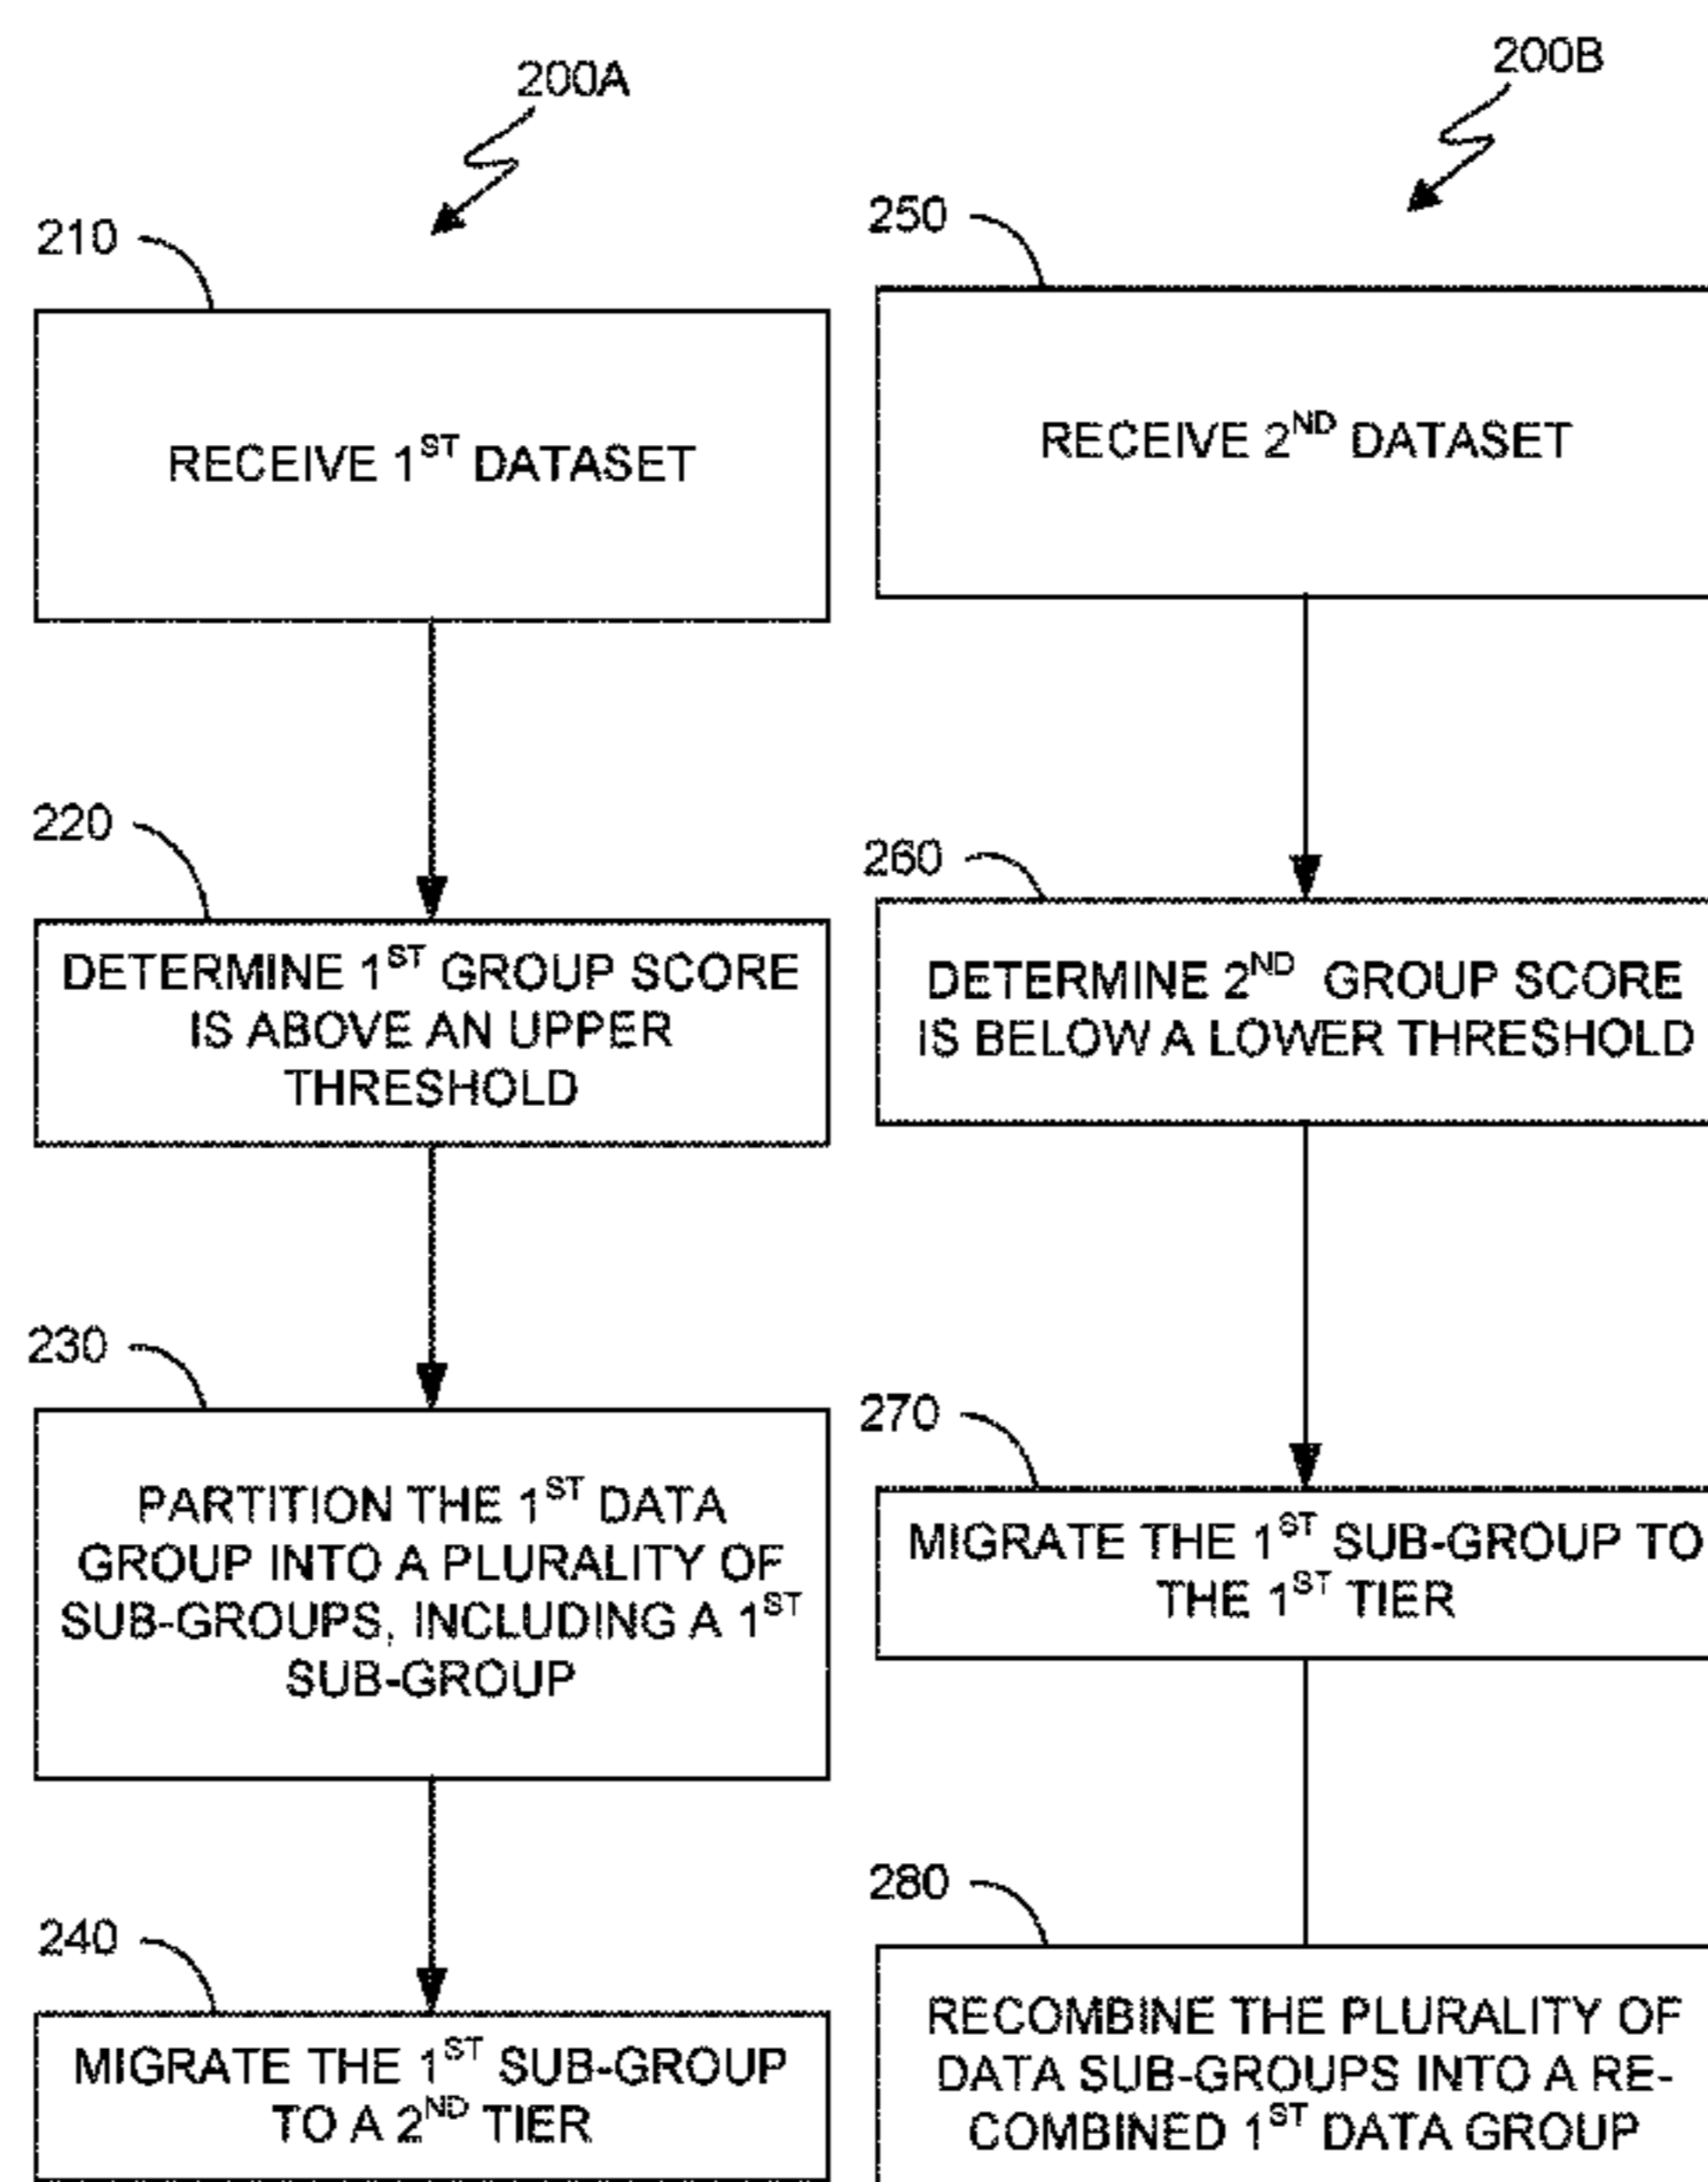 200A
210
RECEIVE 1ST DATASET
220
DETERMINE 1ST GROUP SCORE
IS ABOVE AN UPPER
THRESHOLD
230
PARTITION THE 1ST DATA
GROUP INTO A PLURALITY OF
SUB-GROUPS, INCLUDING A 1ST
SUB-GROUP
240
MIGRATE THE 1ST SUB-GROUP
TO A 2ND TIER
200B
250
RECEIVE 2ND DATASET
260
DETERMINE 2ND GROUP SCORE
IS BELOW A LOWER THRESHOLD
270
MIGRATE THE 1ST SUB-GROUP TO
THE 1ST TIER
280
RECOMBINE THE PLURALITY OF
DATA SUB-GROUPS INTO A RE-
COMBINED 1ST DATA GROUP